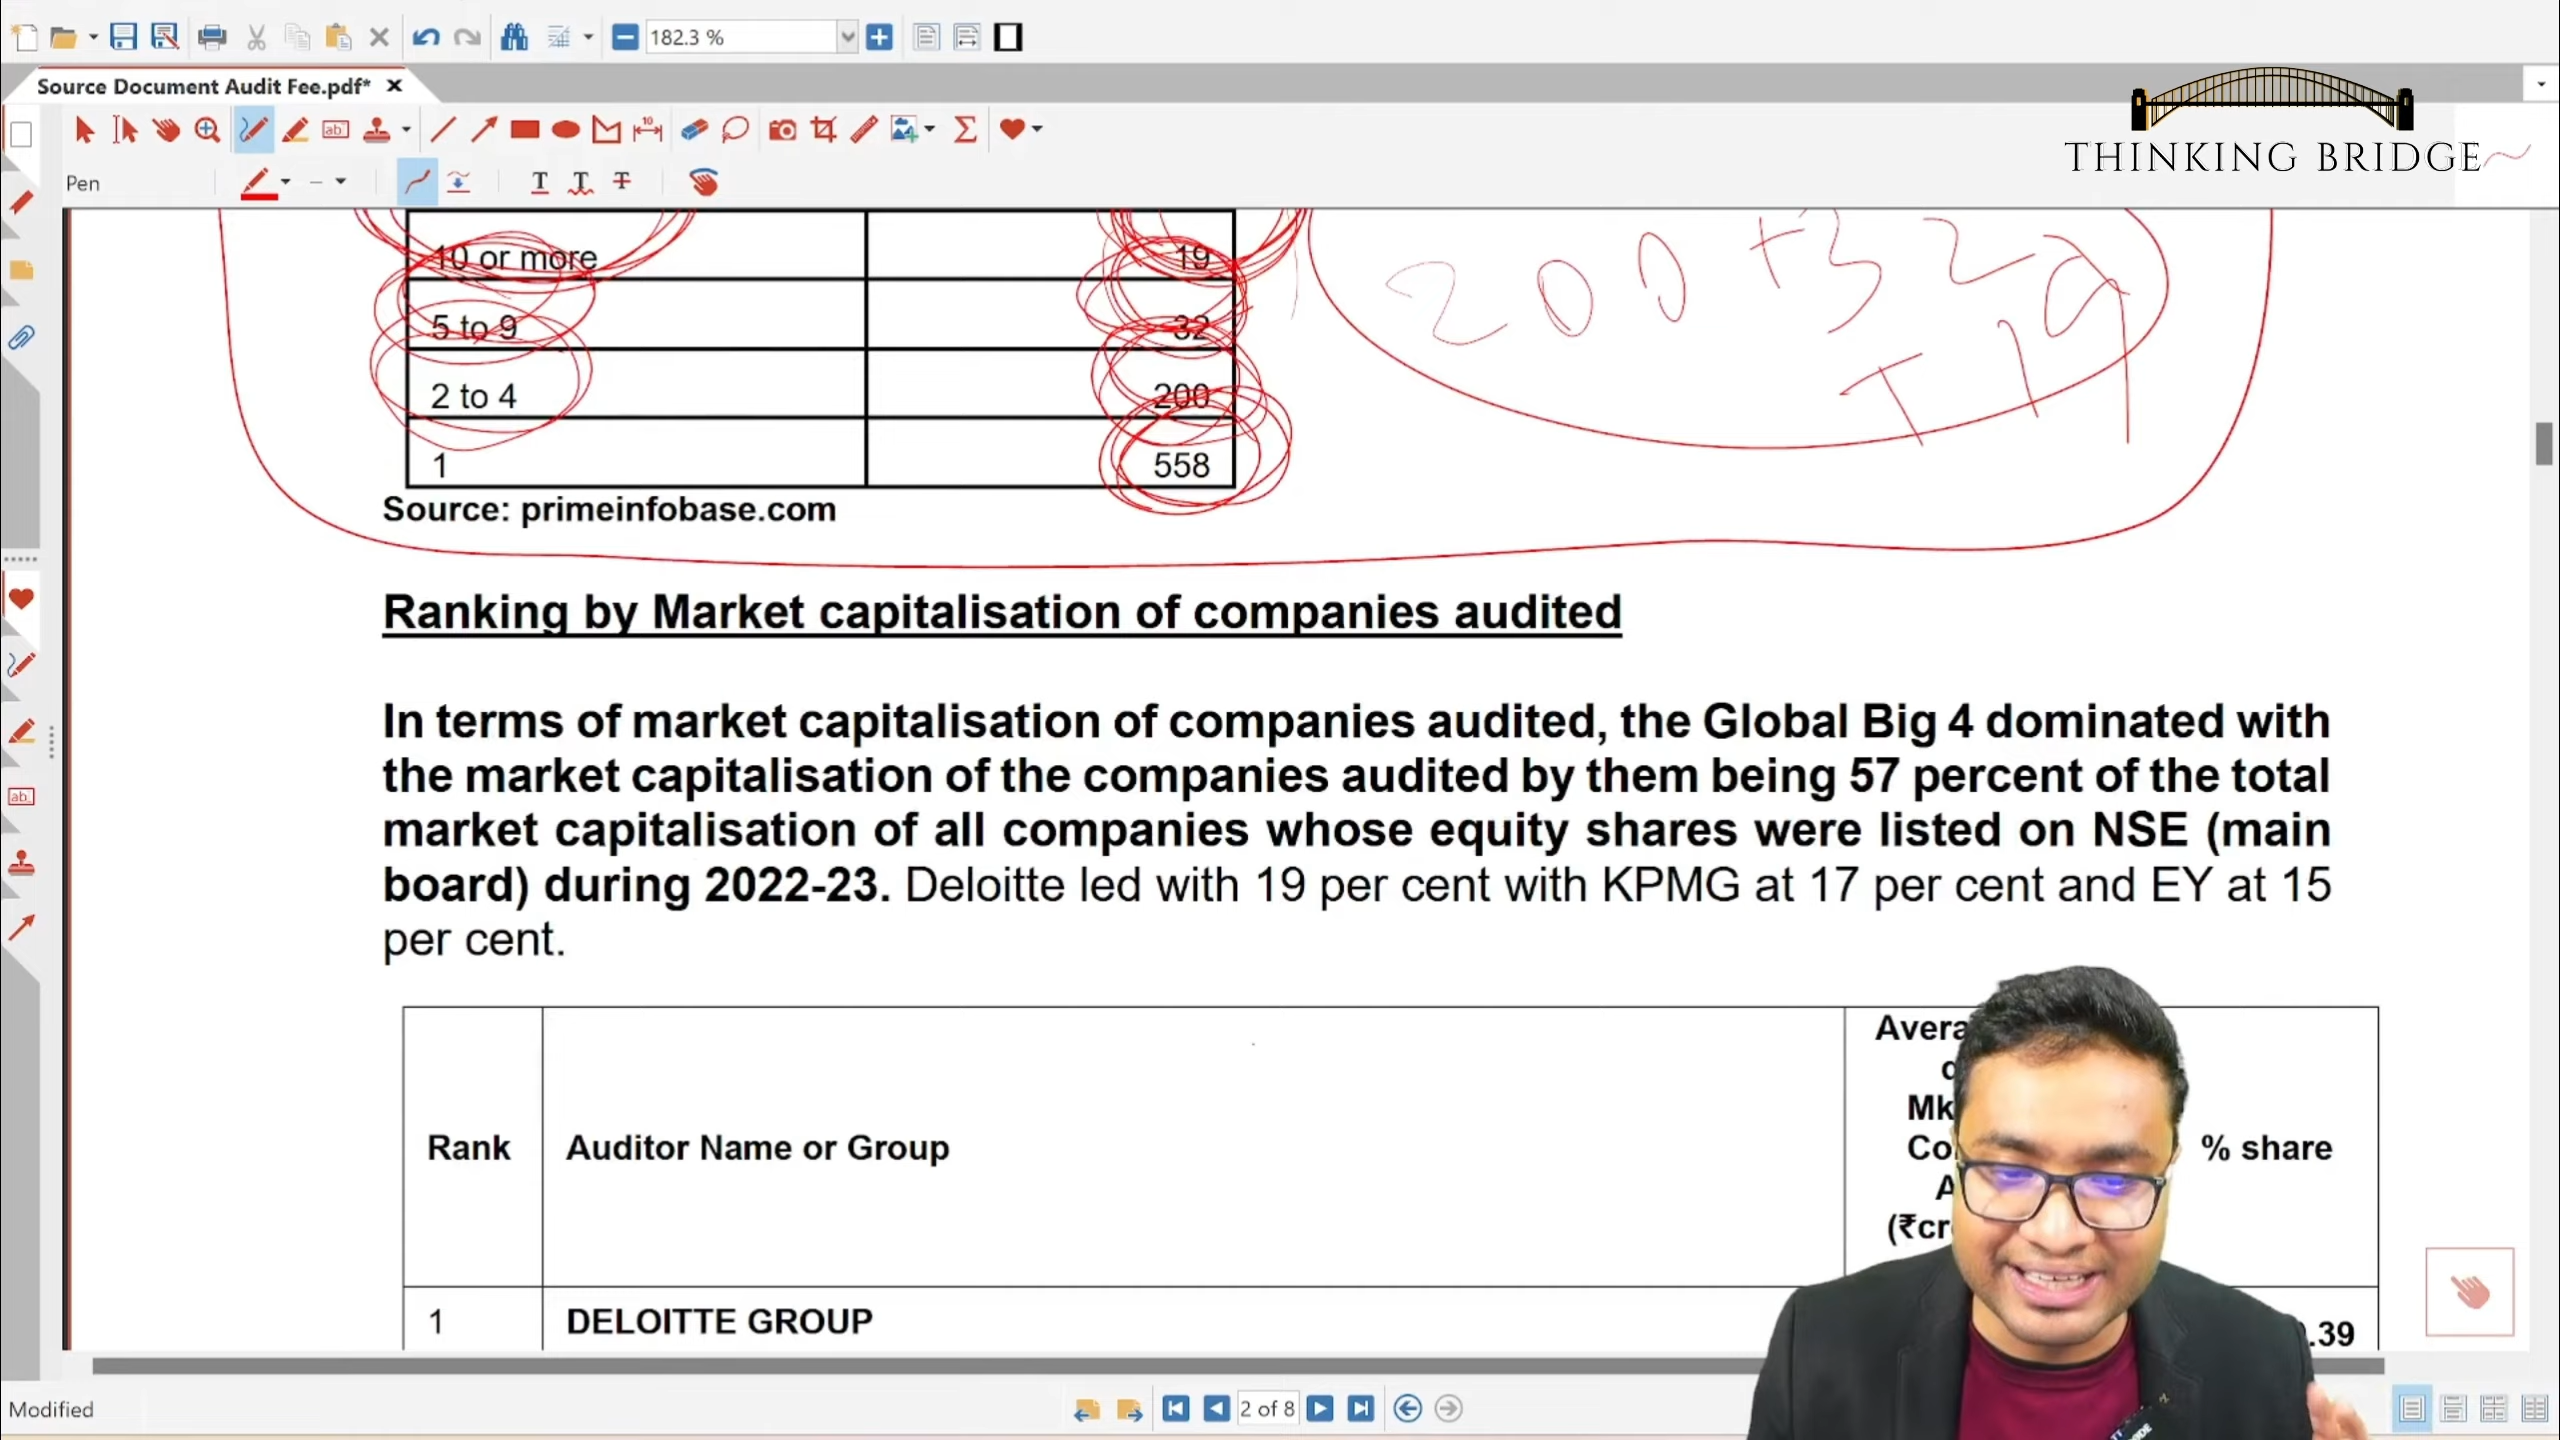 182.3 %
Source Document Audit Fee.pdf*
THINKING BRIDGE
Pen
10 or more 19
5 to 9 32
2 to 4 200
1 558
200+32
+19
Source: primeinfobase.com
Ranking by Market capitalisation of companies audited
In terms of market capitalisation of companies audited, the Global Big 4 dominated with
the market capitalisation of the companies audited by them being 57 percent of the total
market capitalisation of all companies whose equity shares were listed on NSE (main
board) during 2022-23. Deloitte led with 19 per cent with KPMG at 17 per cent and EY at 15
per cent.
Rank Auditor Name or Group % share
1 DELOITTE GROUP .39
Modified
2 of 8